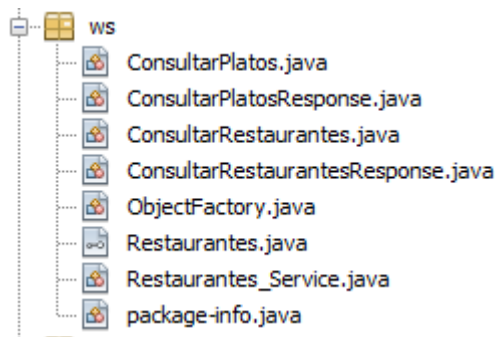 ws
ConsultarPlatos.java
ConsultarPlatosResponse.java
ConsultarRestaurantes.java
ConsultarRestaurantesResponse.java
ObjectFactory.java
Restaurantes.java
Restaurantes_Service.java
package-info.java